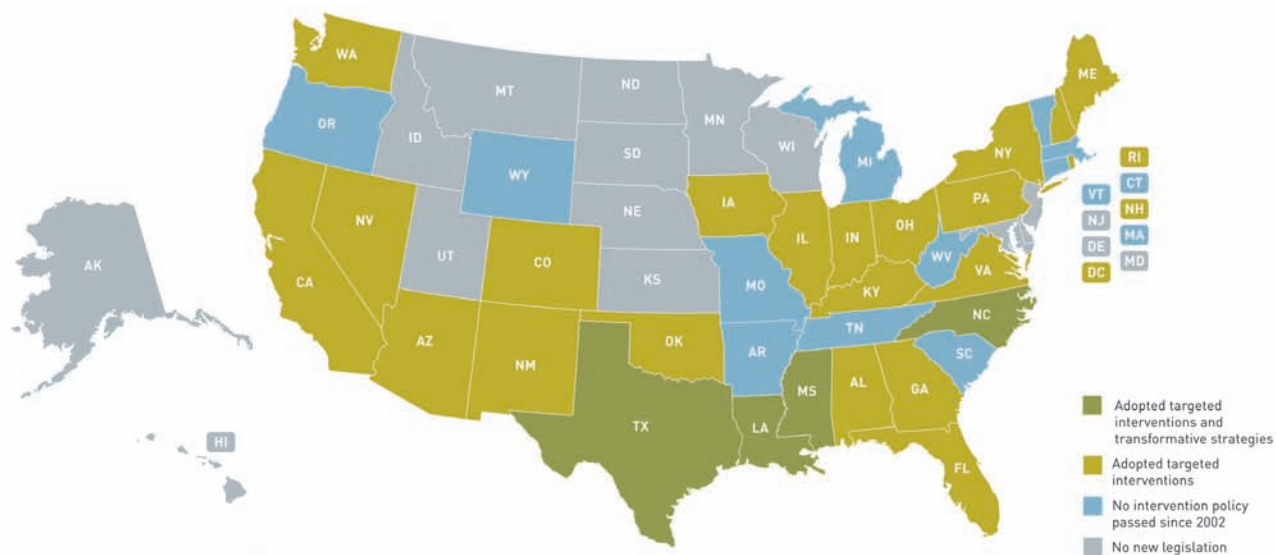 WA
ME
MT
ND
MN
OR
ID
WI
SD
NY
RI
MI
WY
CT
VT
PA
NH
IA
NE
NJ
OH
MA
NV
IL
IN
DE
UT
WV
MD
CO
VA
DC
AK
CA
KS
MO
KY
NC
TN
OK
AZ
NM
AR
SC
MS
AL
GA
TX
LA
HI
FL
Adopted targeted
interventions and
transformative strategies
Adopted targeted
interventions
No intervention policy
passed since 2002
No new legislation